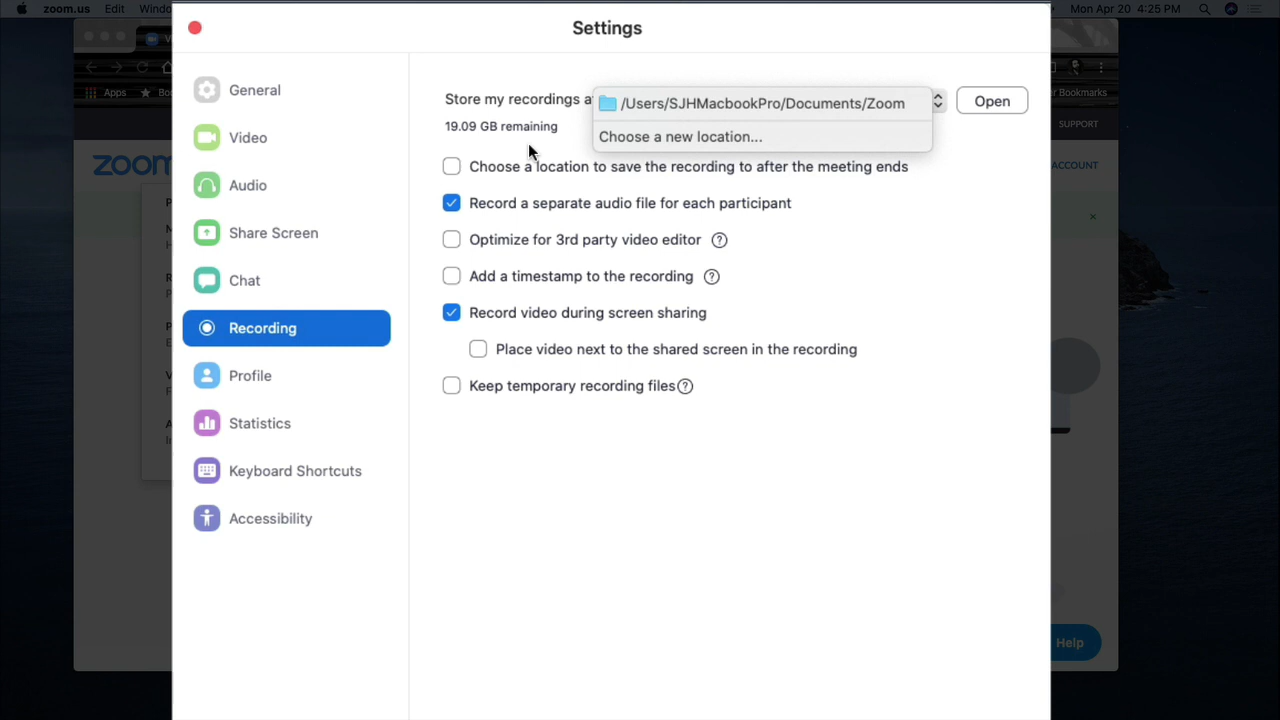 zoom.us Edit Windo
Mon Apr 20 4:25 PM
Settings
Apps
Bo
r Bookmarks
SUPPORT
zoom
ACCOUNT
General
Video
Audio
Share Screen
Chat
Recording
Profile
Statistics
Keyboard Shortcuts
Accessibility
Store my recordings a
/Users/SJHMacbookPro/Documents/Zoom
Open
19.09 GB remaining
Choose a new location...
Choose a location to save the recording to after the meeting ends
Record a separate audio file for each participant
Optimize for 3rd party video editor ?
Add a timestamp to the recording ?
Record video during screen sharing
Place video next to the shared screen in the recording
Keep temporary recording files ?
Help